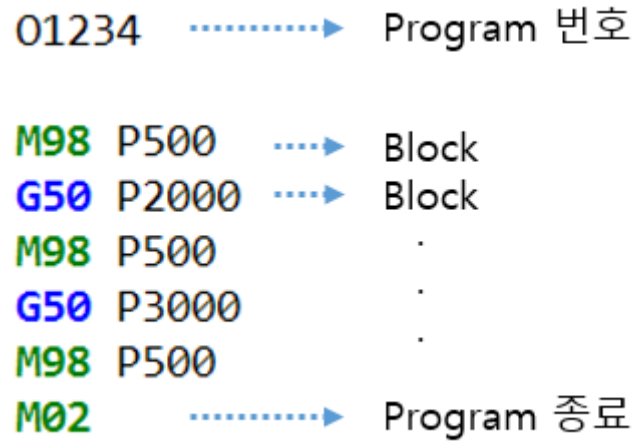 O1234 Program 번호
M98 P500 Block
G50 P2000 Block
M98 P500 .
G50 P3000 .
M98 P500 .
M02 Program 종료